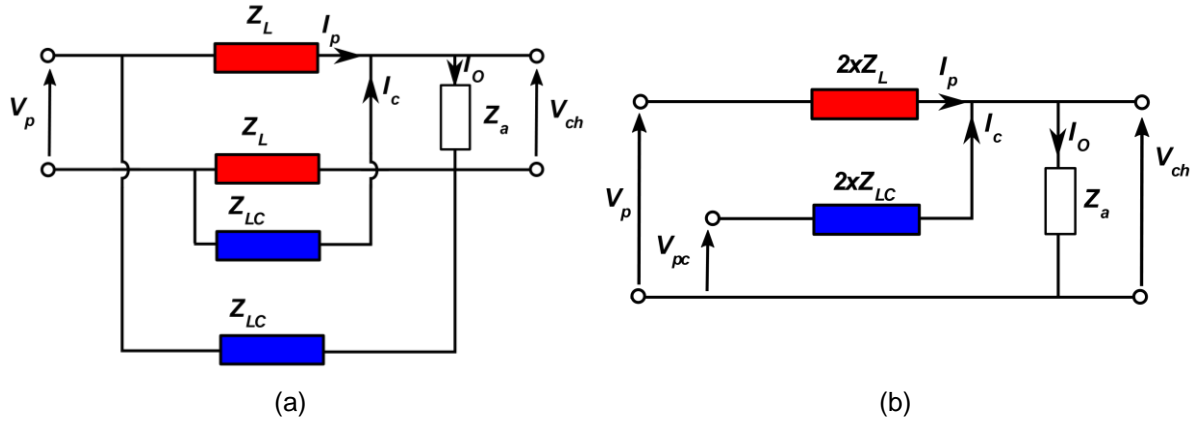 Z_L
I_p
I_O
I_c
V_p
Z_a
V_ch
Z_L
Z_LC
Z_LC
(a)
2xZ_L
I_p
I_c
I_O
2xZ_LC
V_p
V_pc
Z_a
V_ch
(b)